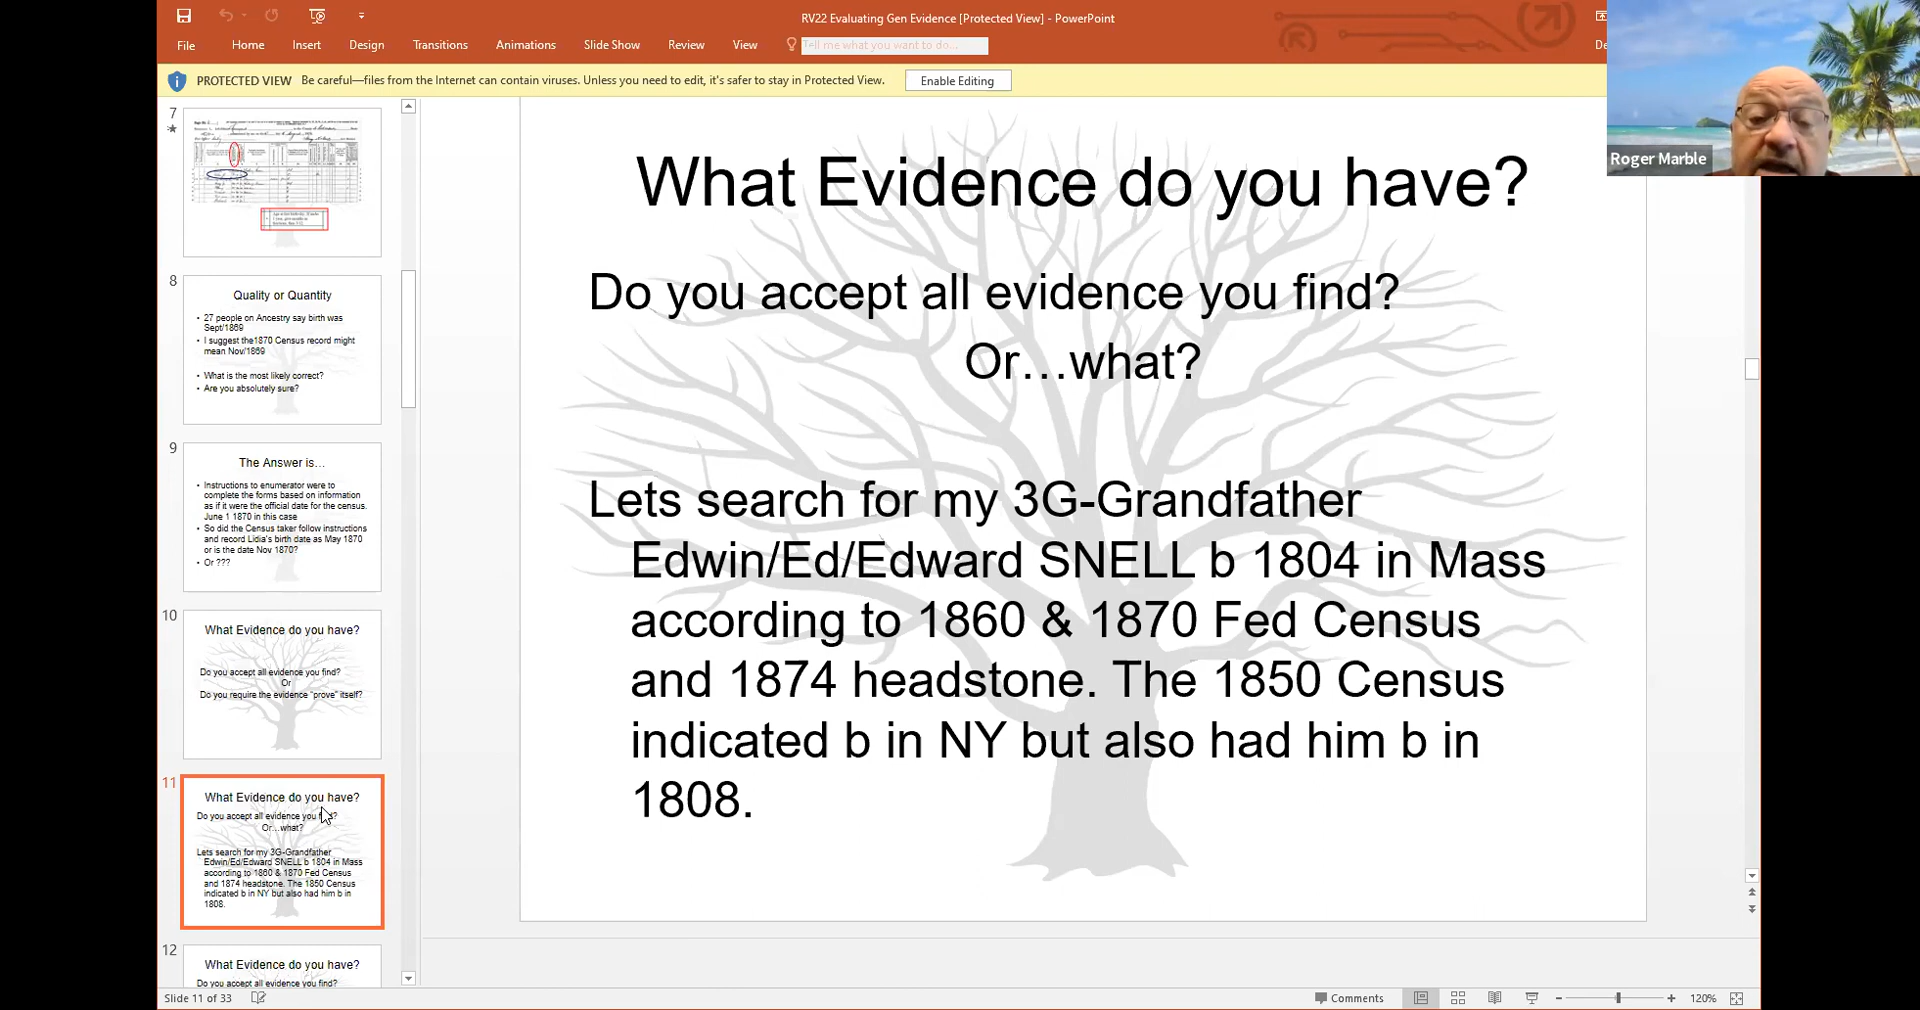 RV22 Evaluating Gen Evidence [Protected View] - PowerPoint
File Home Insert Design Transitions Animations Slide Show Review View Tell me what you want to do...
PROTECTED VIEW Be careful—files from the Internet can contain viruses. Unless you need to edit, it's safer to stay in Protected View. Enable Editing
Roger Marble
7
8
Quality or Quantity
• 27 people on Ancestry say birth was
Sept/1869
• I suggest the1870 Census record might
mean Nov/1869
• What is the most likely correct?
• Are you absolutely sure?
9
The Answer is…
• Instructions to enumerator were to
complete the forms based on information
as if it were the official date for the census.
June 1 1870 in this case
• So did the Census taker follow instructions
and record Lidia's birth date as May 1870
or is the date Nov 1870?
• Or ???
10
What Evidence do you have?
Do you accept all evidence you find?
Or
Do you require the evidence "prove" itself?
11
What Evidence do you have?
Do you accept all evidence you find?
Or…what?
Lets search for my 3G-Grandfather
Edwin/Ed/Edward SNELL b 1804 in Mass
according to 1860 & 1870 Fed Census
and 1874 headstone. The 1850 Census
indicated b in NY but also had him b in
1808.
12
What Evidence do you have?
Do you accept all evidence you find?
What Evidence do you have?
Do you accept all evidence you find?
Or…what?
Lets search for my 3G-Grandfather
Edwin/Ed/Edward SNELL b 1804 in Mass
according to 1860 & 1870 Fed Census
and 1874 headstone. The 1850 Census
indicated b in NY but also had him b in
1808.
Slide 11 of 33
Comments
120%